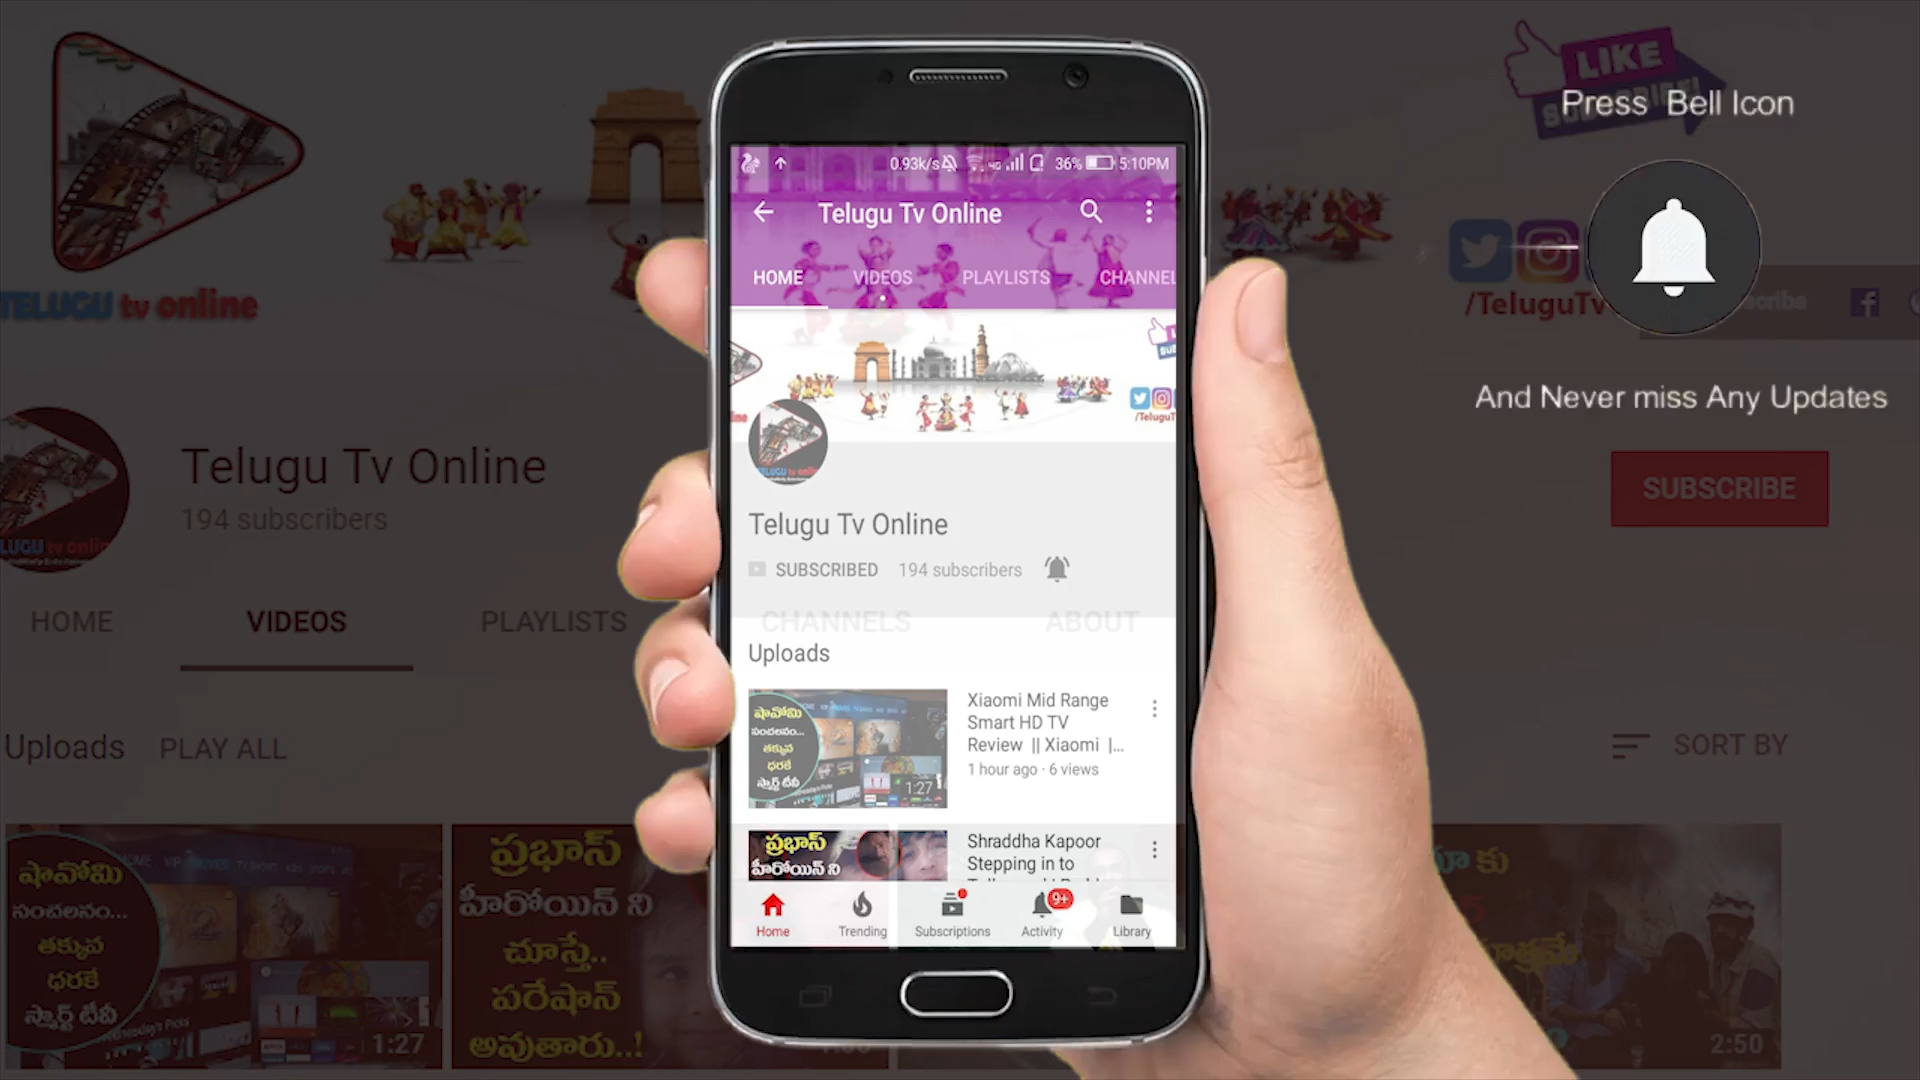 LIKE
Press Bell Icon
And Never miss Any Updates
SUBSCRIBE
TELUGU tv online
Telugu Tv Online
194 subscribers
HOME
VIDEOS
PLAYLISTS
CHANNELS
ABOUT
Uploads
PLAY ALL
SORT BY
షావోమి
సంచలనం...
తక్కువ
ధరకే
స్మార్ట్ టీవీ
1:27
ప్రభాస్
హీరోయిన్ ని
చూస్తే..
పరేషాన్
అవుతారు..!
2:50
0.93k/s 4G 36% 5:10PM
Telugu Tv Online
HOME VIDEOS PLAYLISTS CHANNEL
Telugu Tv Online
SUBSCRIBED 194 subscribers
Uploads
షావోమి
సంచలనం...
తక్కువ
ధరకే
స్మార్ట్ టీవీ
1:27
Xiaomi Mid Range
Smart HD TV
Review || Xiaomi |...
1 hour ago · 6 views
ప్రభాస్
హీరోయిన్ ని
Shraddha Kapoor
Stepping in to
Home Trending Subscriptions Activity Library
9+